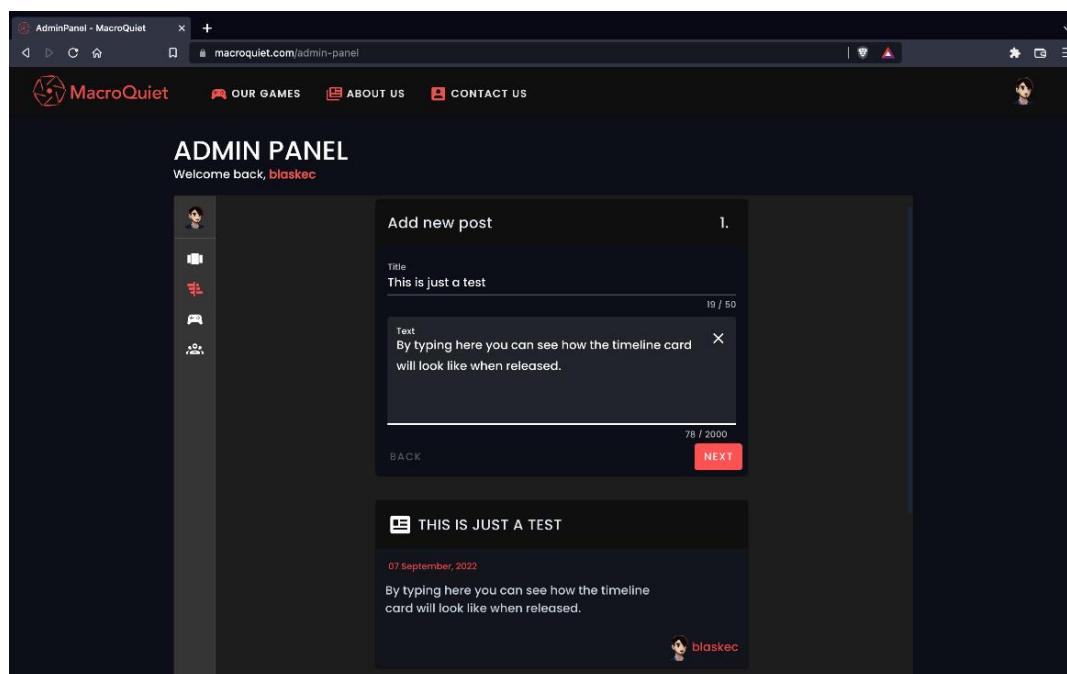 AdminPanel - MacroQuiet
macroquiet.com/admin-panel
MacroQuiet OUR GAMES ABOUT US CONTACT US
ADMIN PANEL
Welcome back, blaskec
Add new post 1.
Title
This is just a test
19 / 50
Text
By typing here you can see how the timeline card
will look like when released.
78 / 2000
BACK NEXT
THIS IS JUST A TEST
07 September, 2022
By typing here you can see how the timeline
card will look like when released.
blaskec